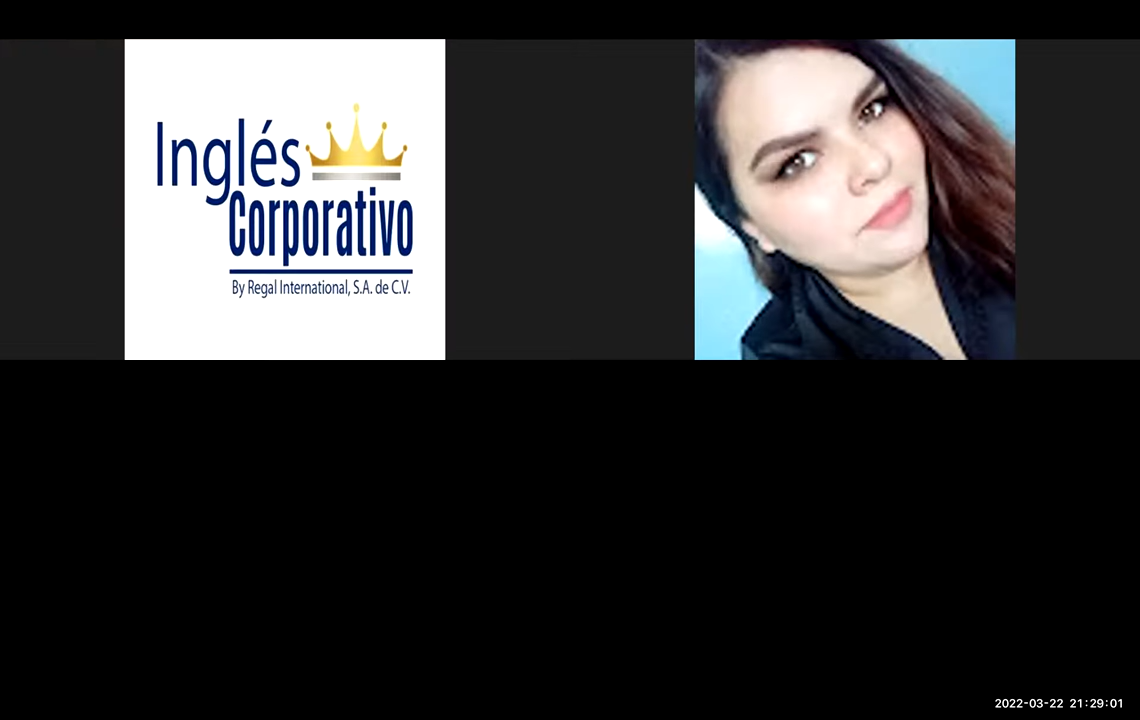 Inglés
Corporativo
By Regal International, S.A. de C.V.
2022-03-22 21:29:01